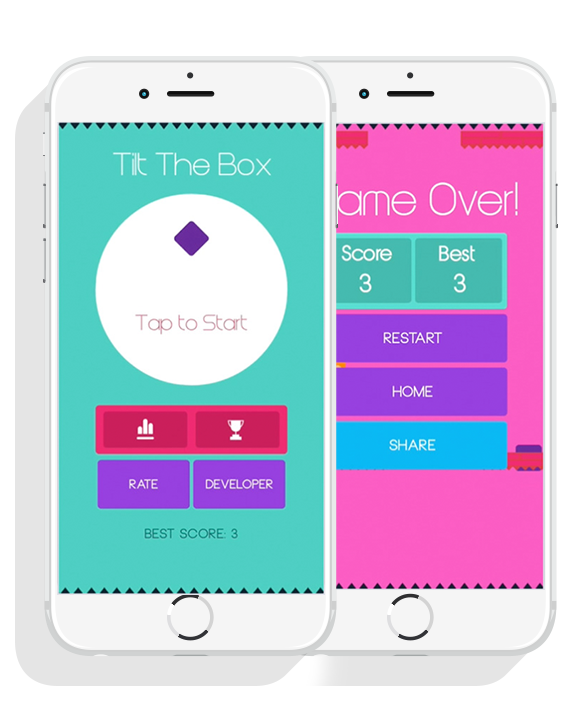 Tilt The Box
Tap to Start
RATE
DEVELOPER
BEST SCORE: 3
ame Over!
Score
Best
3
3
RESTART
HOME
SHARE